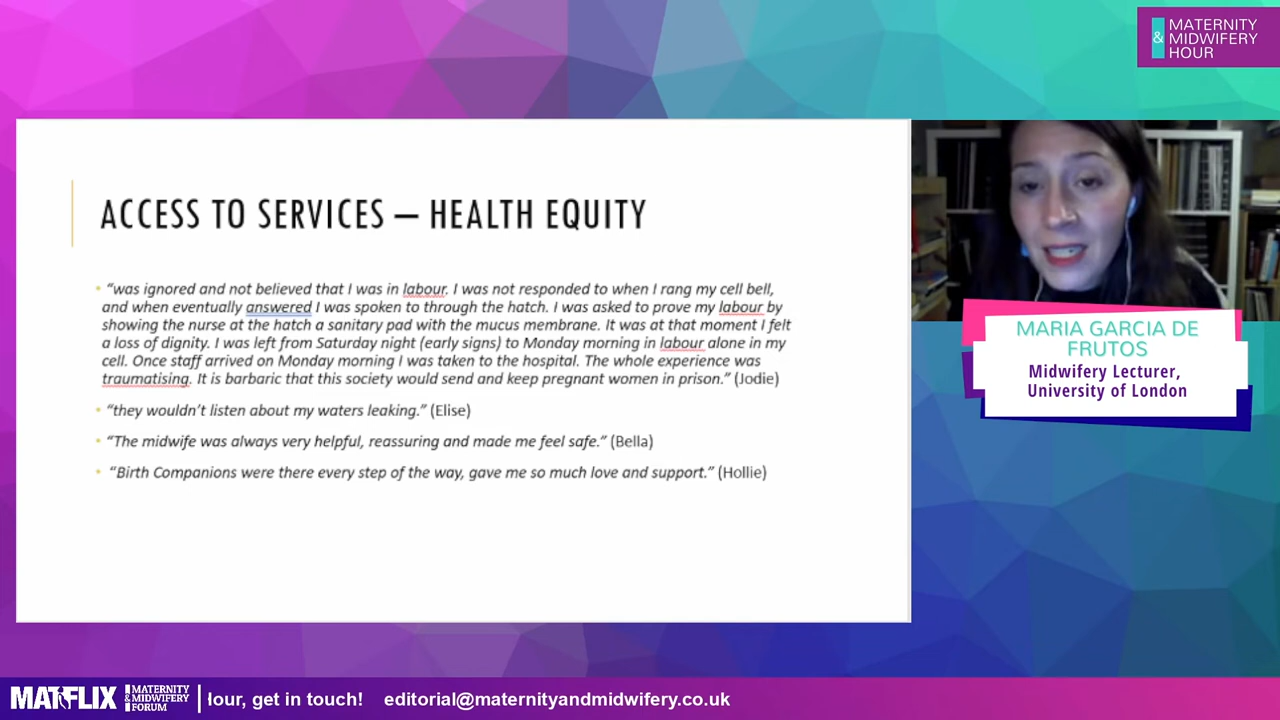 & MATERNITY
MIDWIFERY
HOUR
ACCESS TO SERVICES – HEALTH EQUITY
• “was ignored and not believed that I was in labour. I was not responded to when I rang my cell bell,
and when eventually answered I was spoken to through the hatch. I was asked to prove my labour by
showing the nurse at the hatch a sanitary pad with the mucus membrane. It was at that moment I felt
a loss of dignity. I was left from Saturday night (early signs) to Monday morning in labour alone in my
cell. Once staff arrived on Monday morning I was taken to the hospital. The whole experience was
traumatising. It is barbaric that this society would send and keep pregnant women in prison.” (Jodie)
• “they wouldn’t listen about my waters leaking.” (Elise)
• “The midwife was always very helpful, reassuring and made me feel safe.” (Bella)
• “Birth Companions were there every step of the way, gave me so much love and support.” (Hollie)
MARIA GARCIA DE
FRUTOS
Midwifery Lecturer,
University of London
MATFLIX
MATERNITY
& MIDWIFERY
FORUM
Hour, get in touch! editorial@maternityandmidwifery.co.uk